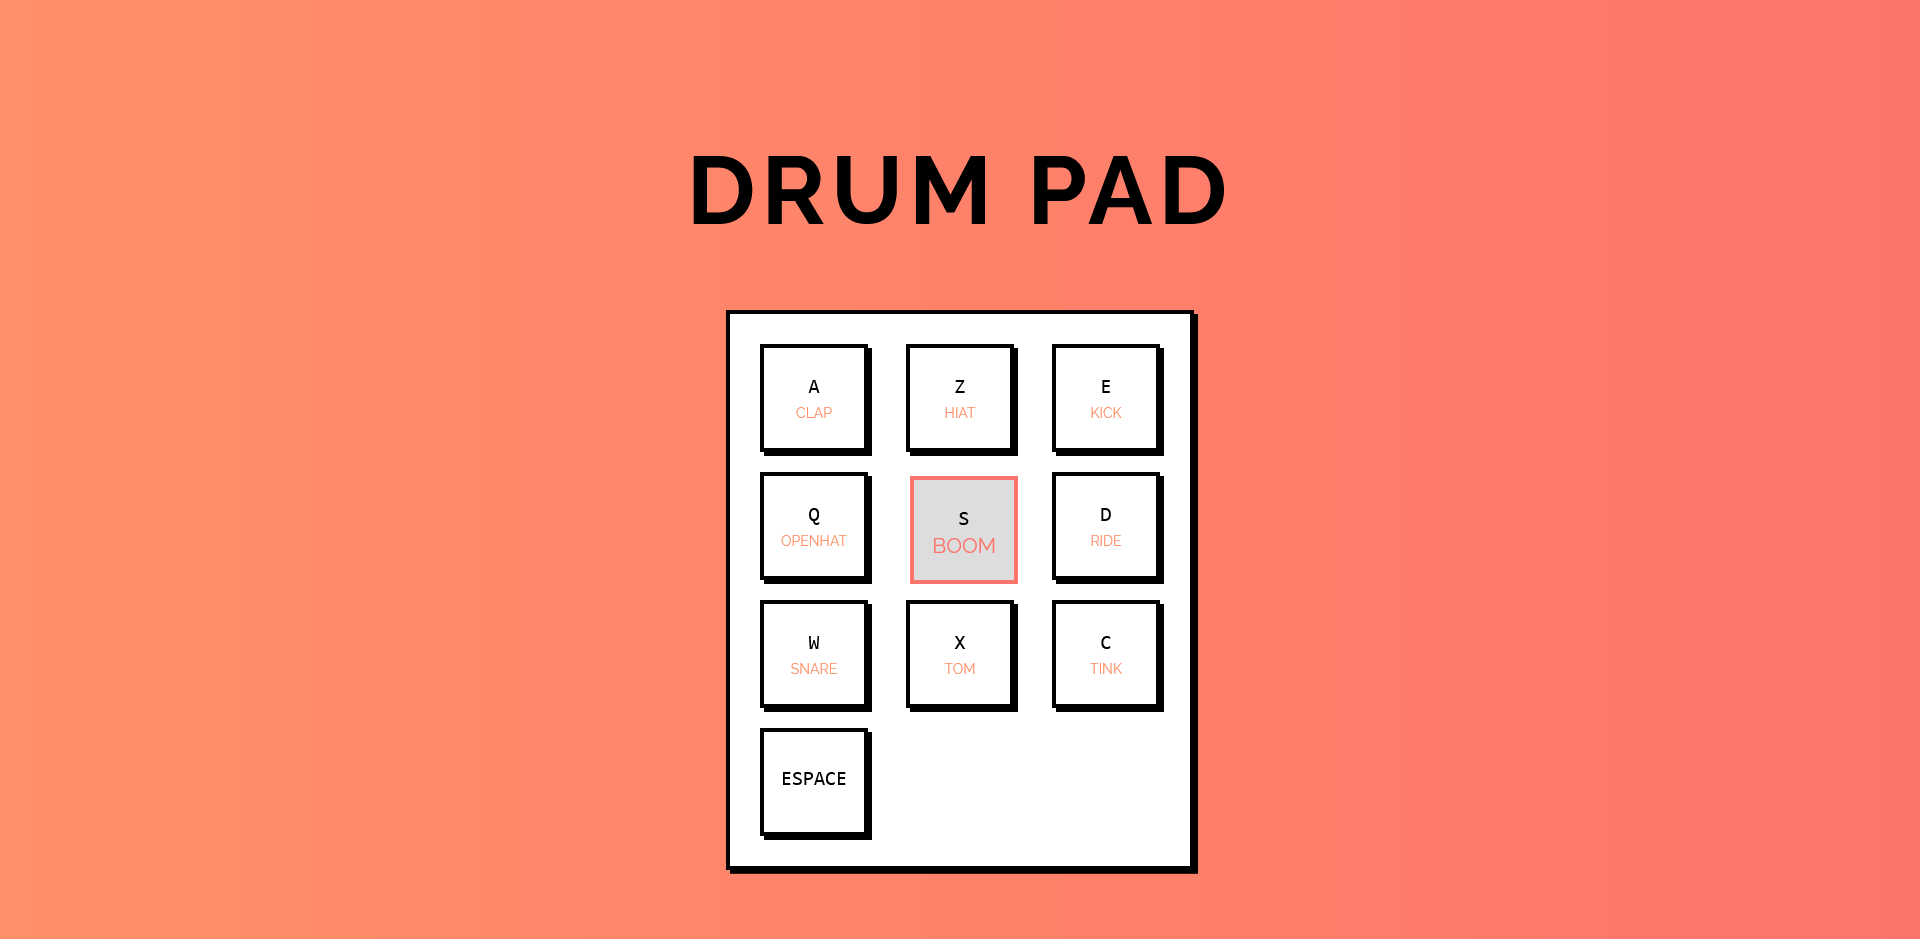 DRUM PAD
A
CLAP
Z
HIAT
E
KICK
Q
OPENHAT
S
BOOM
D
RIDE
W
SNARE
X
TOM
C
TINK
ESPACE